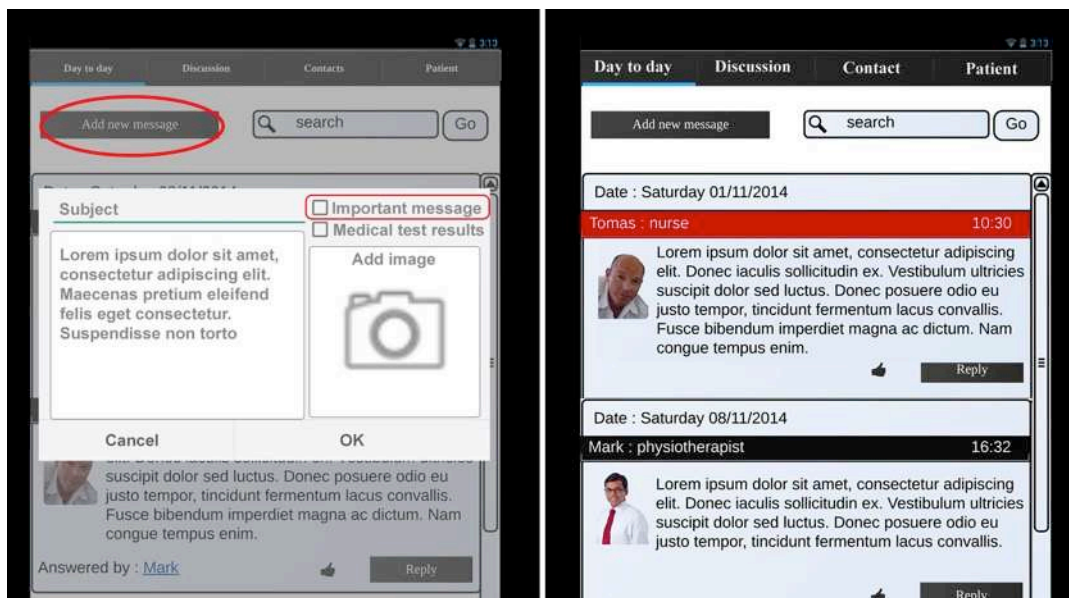 3:13
Day to day Discussion Contacts Patient
Add new message search Go
Subject
Important message
Medical test results
Lorem ipsum dolor sit amet,
consectetur adipiscing elit.
Maecenas pretium eleifend
felis eget consectetur.
Suspendisse non torto
Add image
Cancel OK
suscipit dolor sed luctus. Donec posuere odio eu
justo tempor, tincidunt fermentum lacus convallis.
Fusce bibendum imperdiet magna ac dictum. Nam
congue tempus enim.
Answered by : Mark Reply
3:13
Day to day Discussion Contact Patient
Add new message search Go
Date : Saturday 01/11/2014
Tomas : nurse 10:30
Lorem ipsum dolor sit amet, consectetur adipiscing
elit. Donec iaculis sollicitudin ex. Vestibulum ultricies
suscipit dolor sed luctus. Donec posuere odio eu
justo tempor, tincidunt fermentum lacus convallis.
Fusce bibendum imperdiet magna ac dictum. Nam
congue tempus enim.
Reply
Date : Saturday 08/11/2014
Mark : physiotherapist 16:32
Lorem ipsum dolor sit amet, consectetur adipiscing
elit. Donec iaculis sollicitudin ex. Vestibulum ultricies
suscipit dolor sed luctus. Donec posuere odio eu
justo tempor, tincidunt fermentum lacus convallis.
Reply